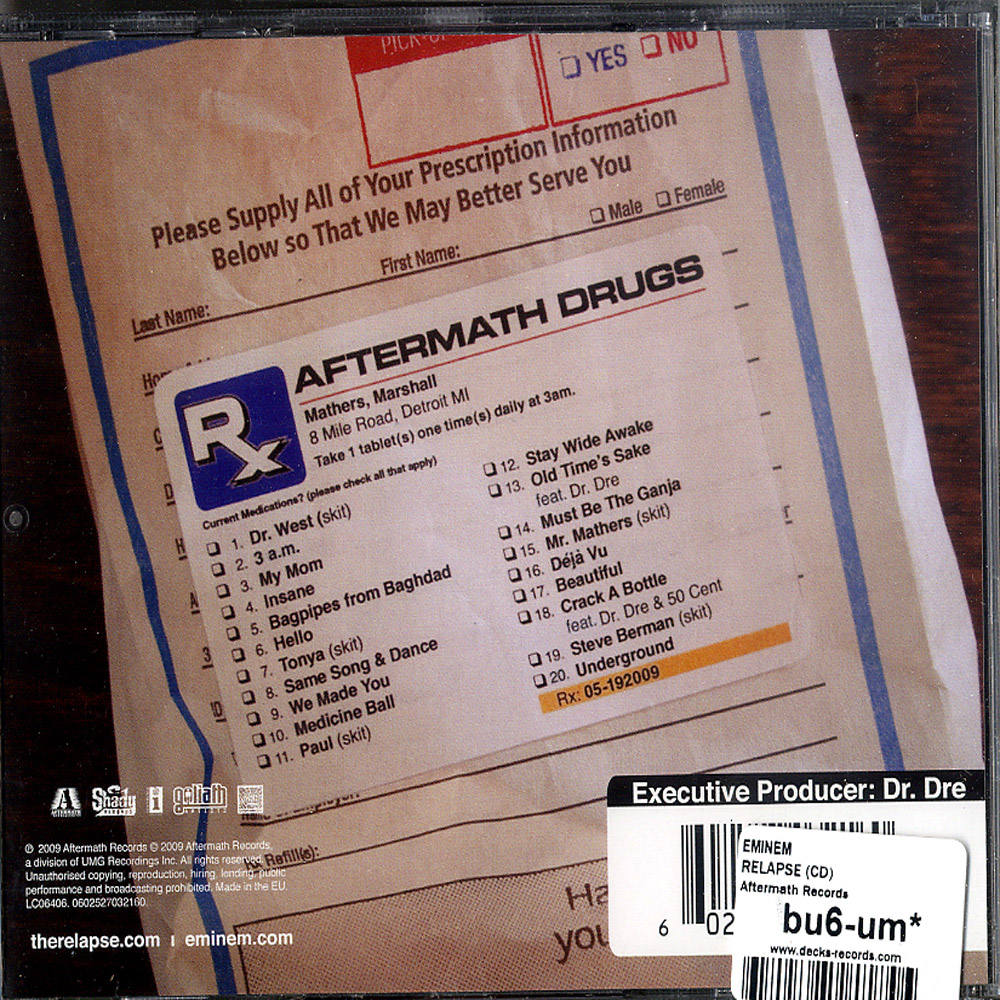 YES NO
Please Supply All of Your Prescription Information
Below so That We May Better Serve You
Male Female
First Name:
Last Name:
AFTERMATH DRUGS
Rx
Mathers, Marshall
8 Mile Road, Detroit MI
Take 1 tablet(s) one time(s) daily at 3am.
Current Medications? (please check all that apply)
1. Dr. West (skit)
2. 3 a.m.
3. My Mom
4. Insane
5. Bagpipes from Baghdad
6. Hello
7. Tonya (skit)
8. Same Song & Dance
9. We Made You
10. Medicine Ball
11. Paul (skit)
12. Stay Wide Awake
13. Old Time's Sake
feat. Dr. Dre
14. Must Be The Ganja
15. Mr. Mathers (skit)
16. Déjà Vu
17. Beautiful
18. Crack A Bottle
feat. Dr. Dre & 50 Cent
19. Steve Berman (skit)
20. Underground
Rx: 05-192009
Refill(s):
AFTERMATH
Shady
RECORDS
goliath
℗ 2009 Aftermath Records © 2009 Aftermath Records,
a division of UMG Recordings Inc. All rights reserved.
Unauthorised copying, reproduction, hiring, lending, public
performance and broadcasting prohibited. Made in the EU.
LC06406. 0602527032160.
therelapse.com | eminem.com
Executive Producer: Dr. Dre
6 02
EMINEM
RELAPSE (CD)
Aftermath Records
bu6-um*
www.decks-records.com